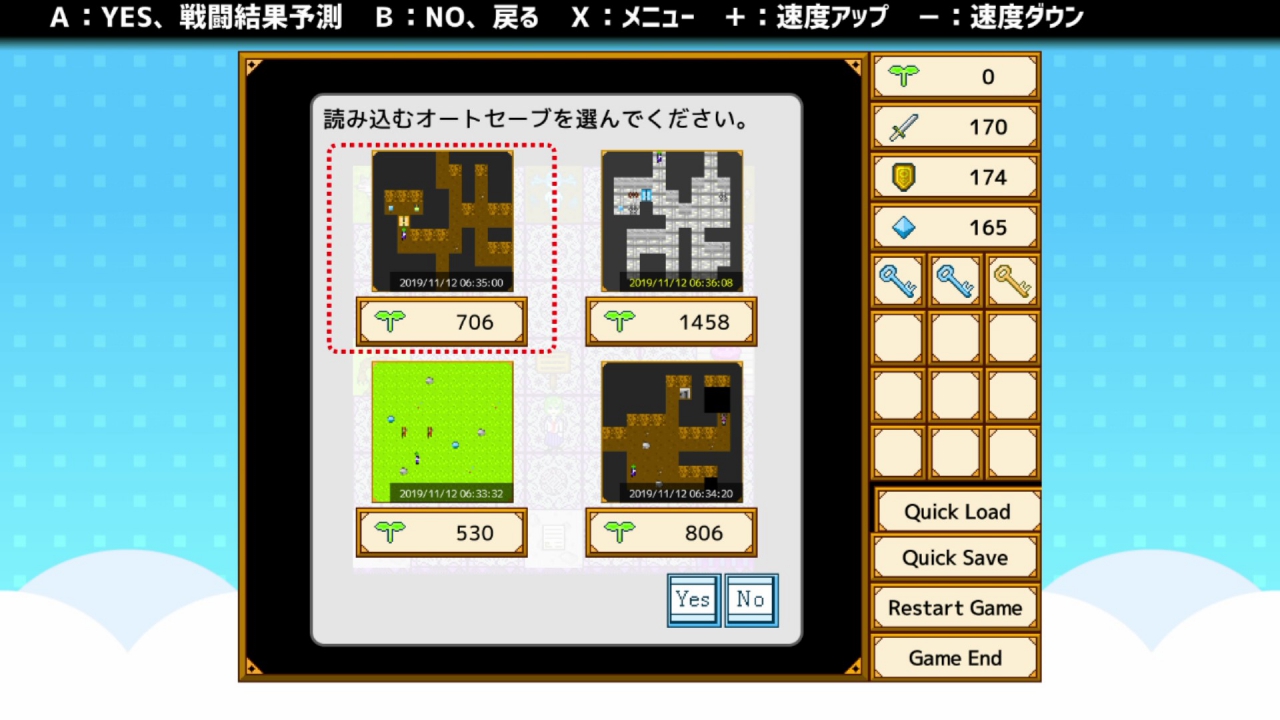 A：YES、戦闘結果予測　B：NO、戻る　X：メニュー　＋：速度アップ　－：速度ダウン
読み込むオートセーブを選んでください。
2019/11/12 06:35:00
2019/11/12 06:36:08
706
1458
2019/11/12 06:33:32
2019/11/12 06:34:20
530
806
Yes
No
0
170
174
165
Quick Load
Quick Save
Restart Game
Game End